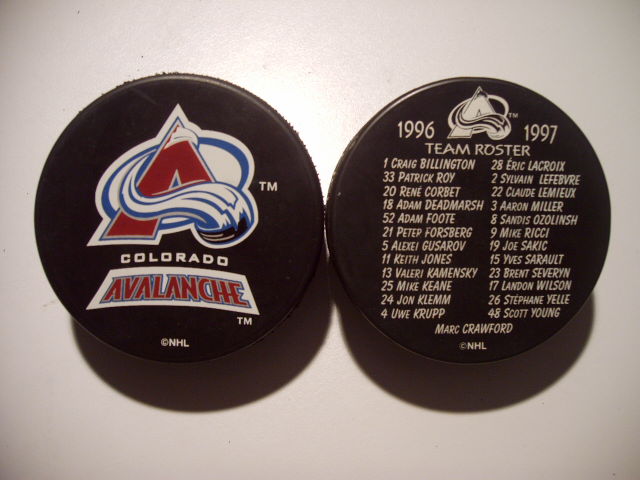 TM
COLORADO
AVALANCHE
TM
©NHL
TM
1996 1997
TEAM ROSTER
1 CRAIG BILLINGTON
33 PATRICK ROY
20 RENÉ CORBET
18 ADAM DEADMARSH
52 ADAM FOOTE
21 PETER FORSBERG
5 ALEXEI GUSAROV
11 KEITH JONES
13 VALERI KAMENSKY
25 MIKE KEANE
24 JON KLEMM
4 UWE KRUPP
28 ÉRIC LACROIX
2 SYLVAIN LEFEBVRE
22 CLAUDE LEMIEUX
3 AARON MILLER
8 SANDIS OZOLINSH
9 MIKE RICCI
19 JOE SAKIC
15 YVES SARAULT
23 BRENT SEVERYN
17 LANDON WILSON
26 STÉPHANE YELLE
48 SCOTT YOUNG
MARC CRAWFORD
©NHL